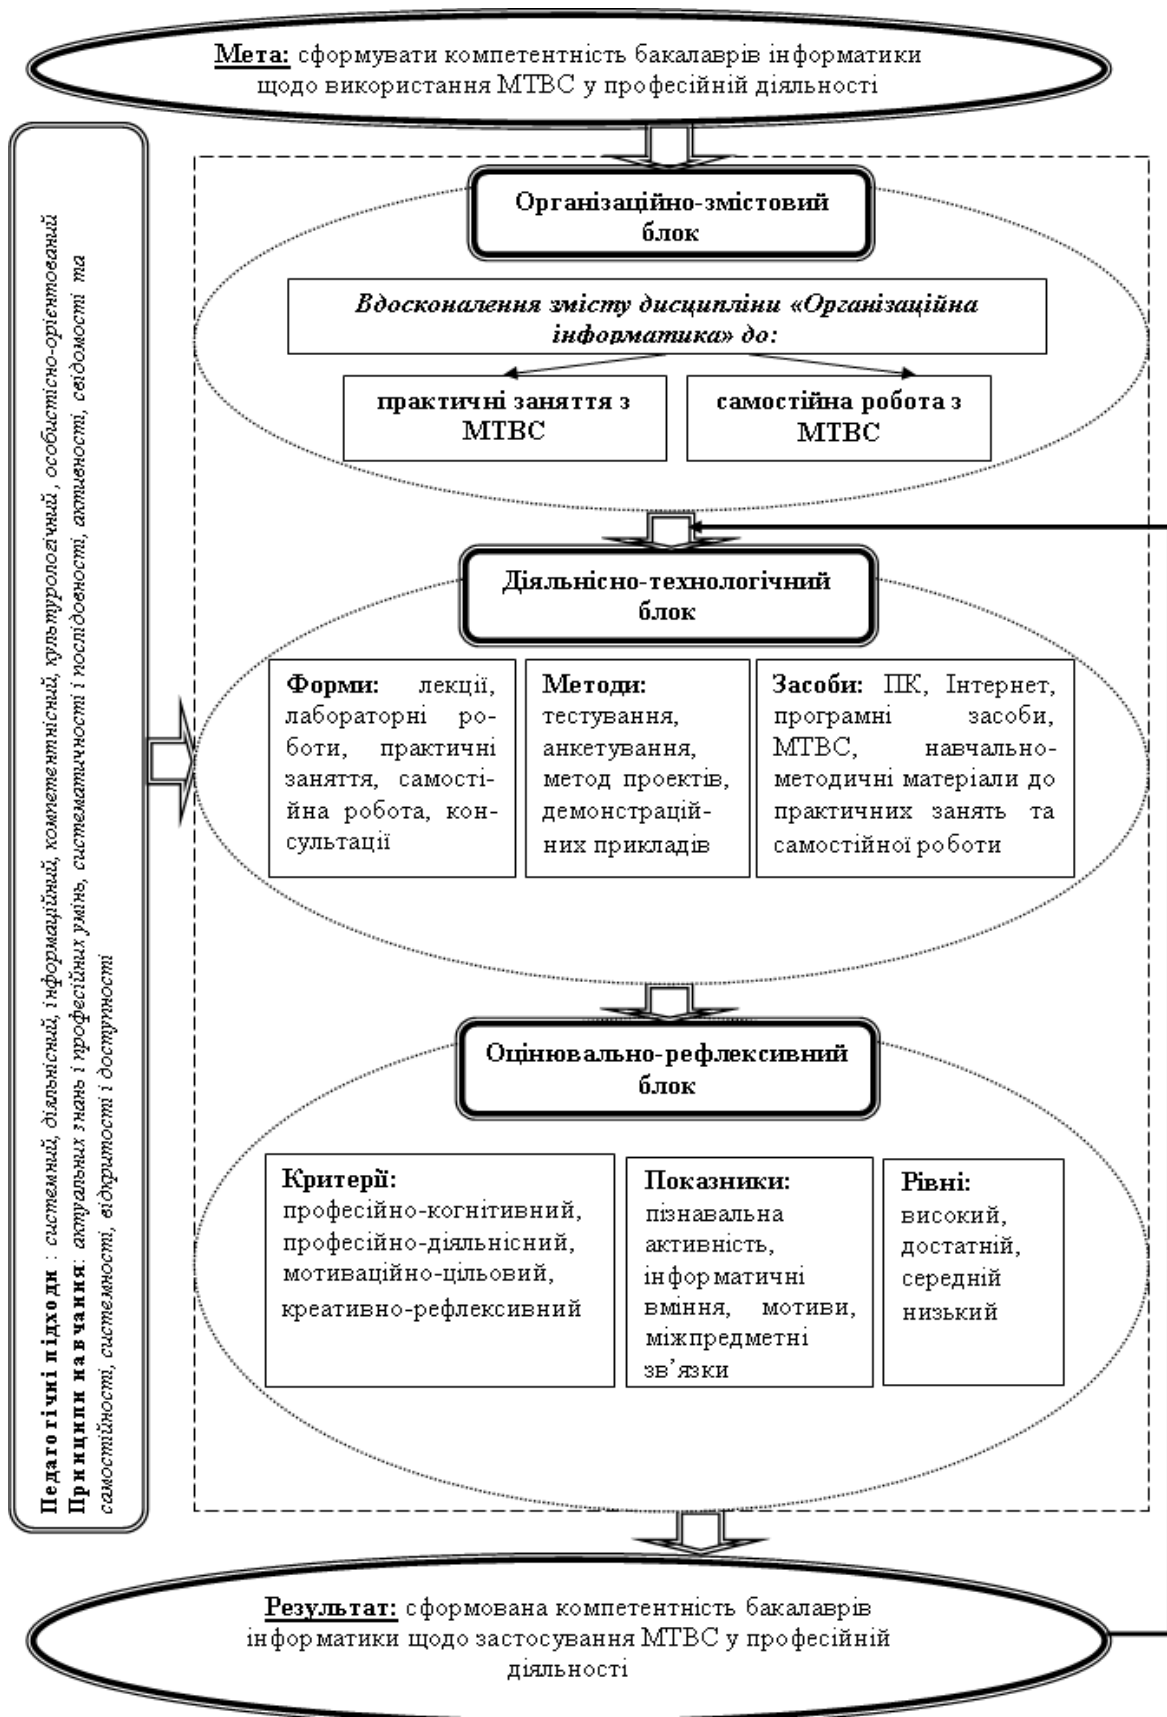 Мета: сформувати компетентність бакалаврів інформатики
щодо використання МТВС у професійній діяльності
Педагогічні підходи : системний, діяльнісний, інформаційний, компетентнісний, культурологічний , особистісно-орієнтований
Принципи навчання: актуальних знань і професійних умінь, систематичності і послідовності, активності, свідомості та
самостійності, системності, відкритості і доступності
Організаційно-змістовий
блок
Вдосконалення змісту дисципліни «Організаційна
інформатика» до:
практичні заняття з
МТВС
самостійна робота з
МТВС
Діяльнісно-технологічний
блок
Форми: лекції,
лабораторні ро-
боти, практичні
заняття, самості-
йна робота, кон-
сультації
Методи:
тестування,
анкетування,
метод проектів,
демонстрацій-
них прикладів
Засоби: ПК, Інтернет,
програмні засоби,
МТВС, навчально-
методичні матеріали до
практичних занять та
самостійної роботи
Оцінювально-рефлексивний
блок
Критерії:
професійно-когнітивний,
професійно-діяльнісний,
мотиваційно-цільовий,
креативно-рефлексивний
Показники:
пізнавальна
активність,
інформатичні
вміння, мотиви,
міжпредметні
зв’язки
Рівні:
високий,
достатній,
середній
низький
Результат: сформована компетентність бакалаврів
інформатики щодо застосування МТВС у професійній
діяльності